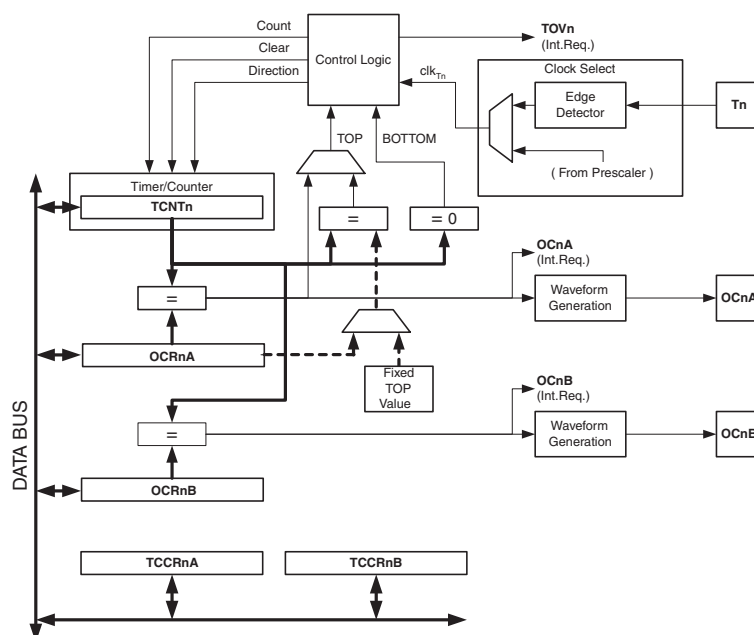 Count
Clear
Direction
Control Logic
TOVn
(Int.Req.)
clkTn
Clock Select
Edge
Detector
Tn
( From Prescaler )
TOP
BOTTOM
Timer/Counter
TCNTn
=
= 0
OCnA
(Int.Req.)
=
Waveform
Generation
OCnA
OCRnA
Fixed
TOP
Value
OCnB
(Int.Req.)
=
Waveform
Generation
OCnB
OCRnB
DATA BUS
TCCRnA
TCCRnB